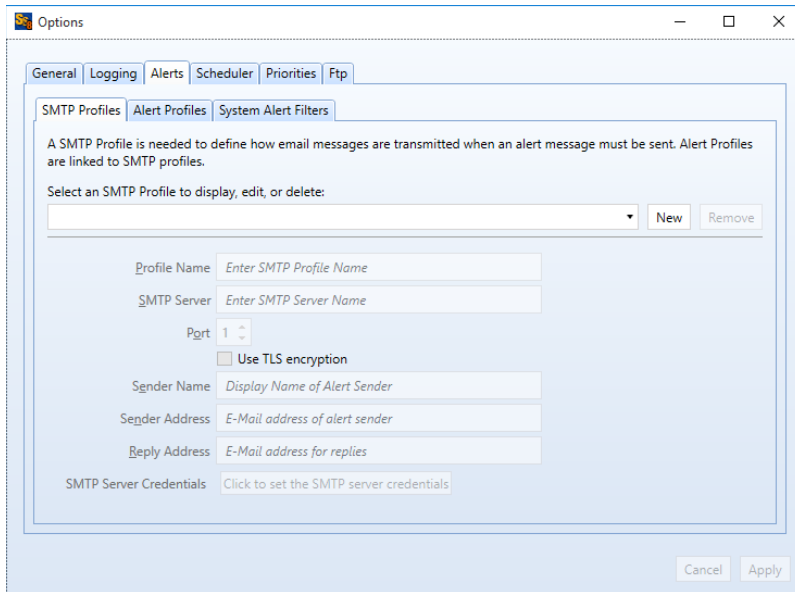 Options
General Logging Alerts Scheduler Priorities Ftp
SMTP Profiles Alert Profiles System Alert Filters
A SMTP Profile is needed to define how email messages are transmitted when an alert message must be sent. Alert Profiles
are linked to SMTP profiles.
Select an SMTP Profile to display, edit, or delete:
New Remove
Profile Name Enter SMTP Profile Name
SMTP Server Enter SMTP Server Name
Port 1
Use TLS encryption
Sender Name Display Name of Alert Sender
Sender Address E-Mail address of alert sender
Reply Address E-Mail address for replies
SMTP Server Credentials Click to set the SMTP server credentials
Cancel Apply